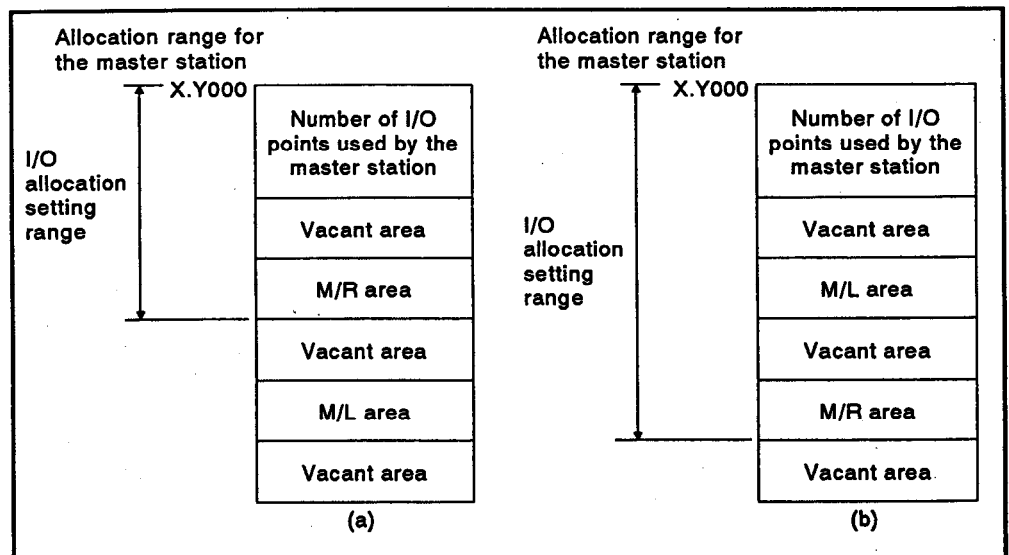 Allocation range for
the master station
X.Y000
I/O
allocation
setting
range
Number of I/O
points used by the
master station
Vacant area
M/R area
Vacant area
M/L area
Vacant area
(a)
Allocation range for
the master station
X.Y000
I/O
allocation
setting
range
Number of I/O
points used by the
master station
Vacant area
M/L area
Vacant area
M/R area
Vacant area
(b)